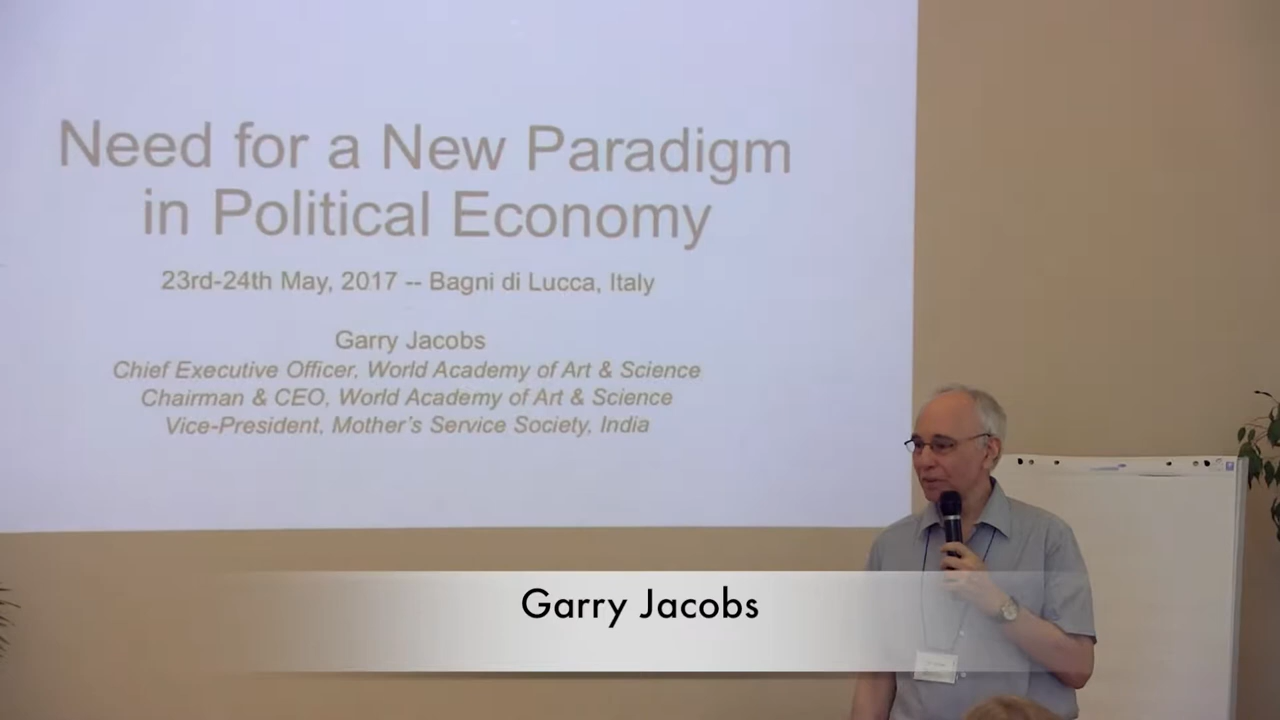 Need for a New Paradigm
in Political Economy
23rd-24th May, 2017 -- Bagni di Lucca, Italy
Garry Jacobs
Chief Executive Officer, World Academy of Art & Science
Chairman & CEO, World Academy of Art & Science
Vice-President, Mother's Service Society, India
Garry Jacobs